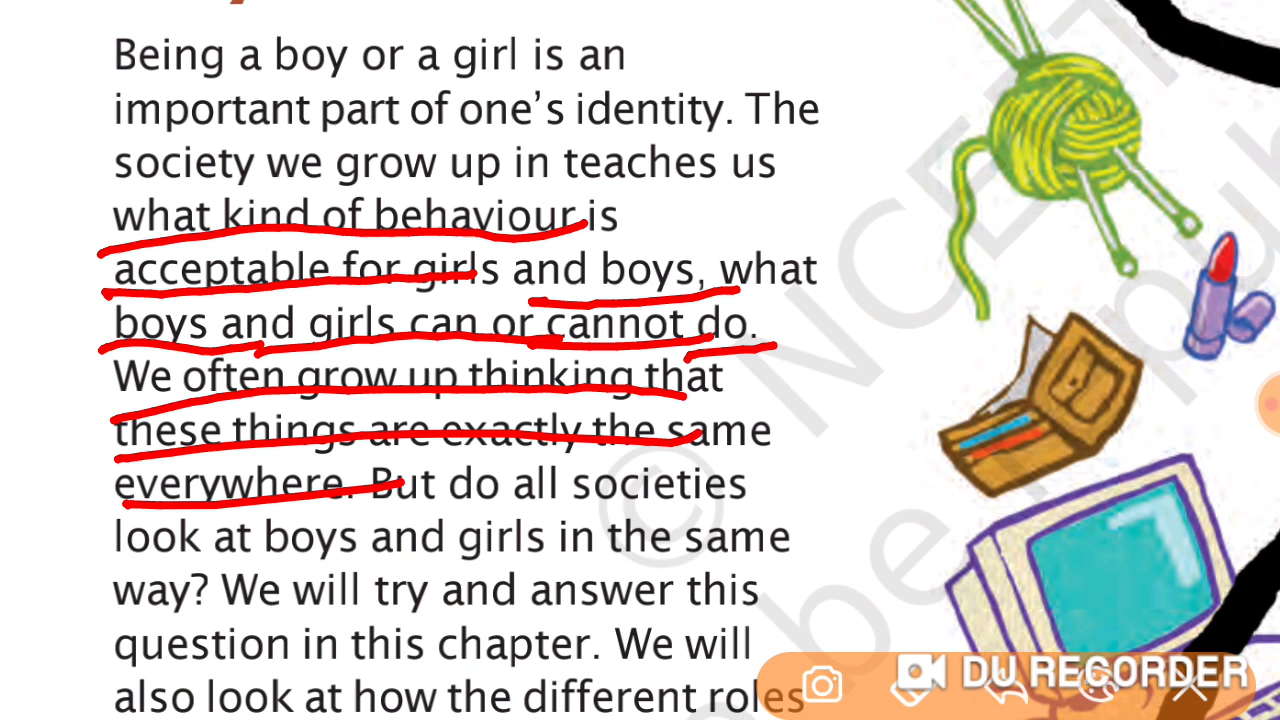 Being a boy or a girl is an
important part of one's identity. The
society we grow up in teaches us
what kind of behaviour is
acceptable for girls and boys, what
boys and girls can or cannot do.
We often grow up thinking that
these things are exactly the same
everywhere. But do all societies
look at boys and girls in the same
way? We will try and answer this
question in this chapter. We will
also look at how the different roles
DU RECORDER